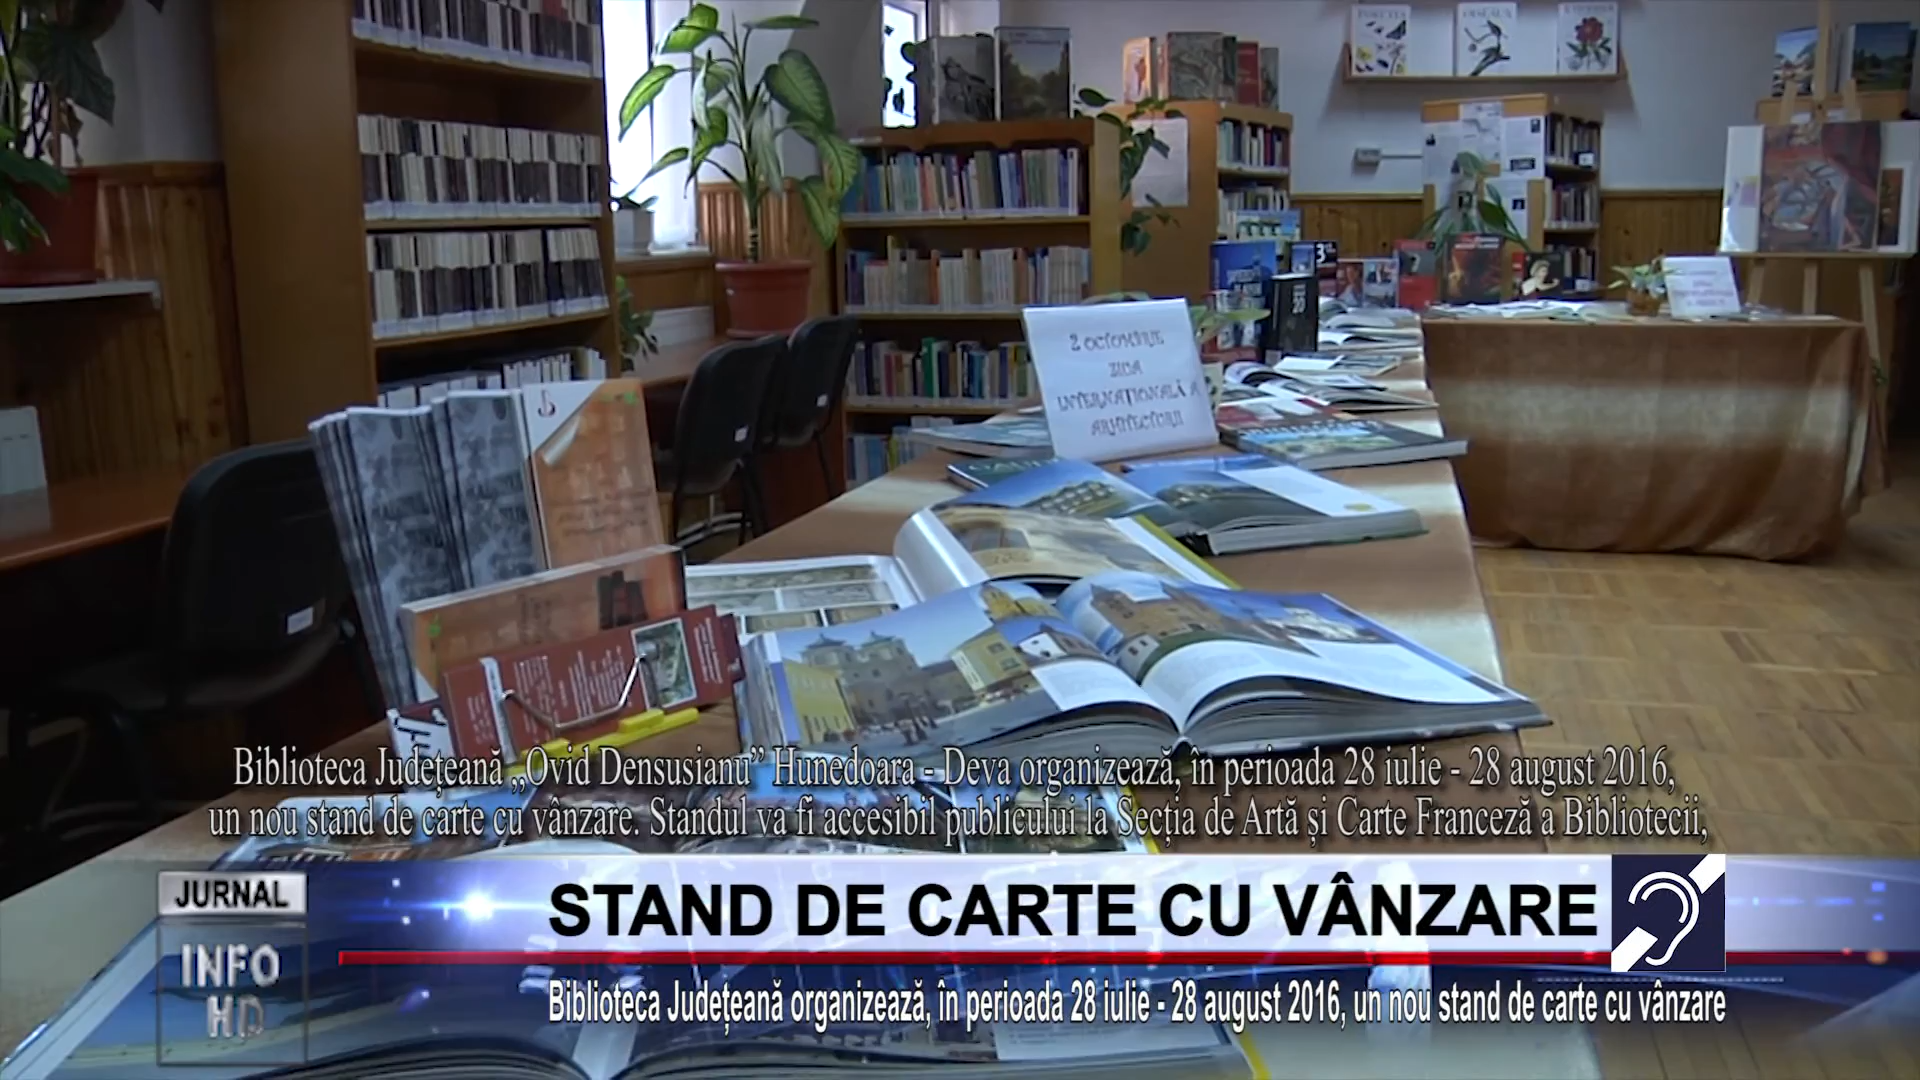 2 OCTOMBRIE
ZIUA
INTERNAȚIONALĂ A
ARHITECTURII
Biblioteca Județeană „Ovid Densusianu” Hunedoara - Deva organizează, în perioada 28 iulie - 28 august 2016,
un nou stand de carte cu vânzare. Standul va fi accesibil publicului la Secția de Artă și Carte Franceză a Bibliotecii,
JURNAL
INFO
HD
STAND DE CARTE CU VÂNZARE
Biblioteca Județeană organizează, în perioada 28 iulie - 28 august 2016, un nou stand de carte cu vânzare